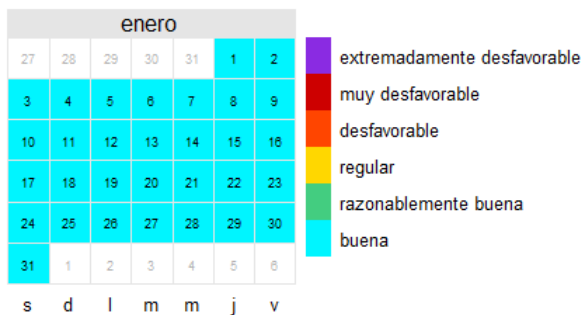 enero
27 28 29 30 31 1 2
3 4 5 6 7 8 9
10 11 12 13 14 15 16
17 18 19 20 21 22 23
24 25 26 27 28 29 30
31 1 2 3 4 5 6
s d l m m j v
extremadamente desfavorable
muy desfavorable
desfavorable
regular
razonablemente buena
buena